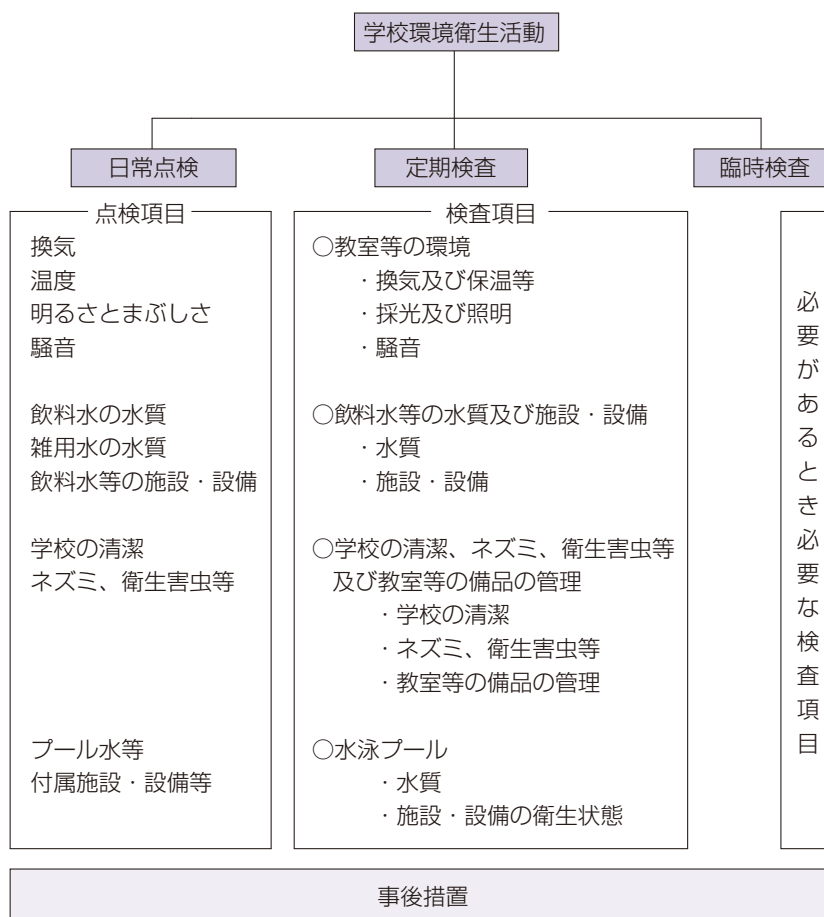 学校環境衛生活動
日常点検
定期検査
臨時検査
点検項目
換気
温度
明るさとまぶしさ
騒音
飲料水の水質
雑用水の水質
飲料水等の施設・設備
学校の清潔
ネズミ、衛生害虫等
プール水等
付属施設・設備等
検査項目
○教室等の環境
・換気及び保温等
・採光及び照明
・騒音
○飲料水等の水質及び施設・設備
・水質
・施設・設備
○学校の清潔、ネズミ、衛生害虫等
及び教室等の備品の管理
・学校の清潔
・ネズミ、衛生害虫等
・教室等の備品の管理
○水泳プール
・水質
・施設・設備の衛生状態
必要があるとき必要な検査項目
事後措置